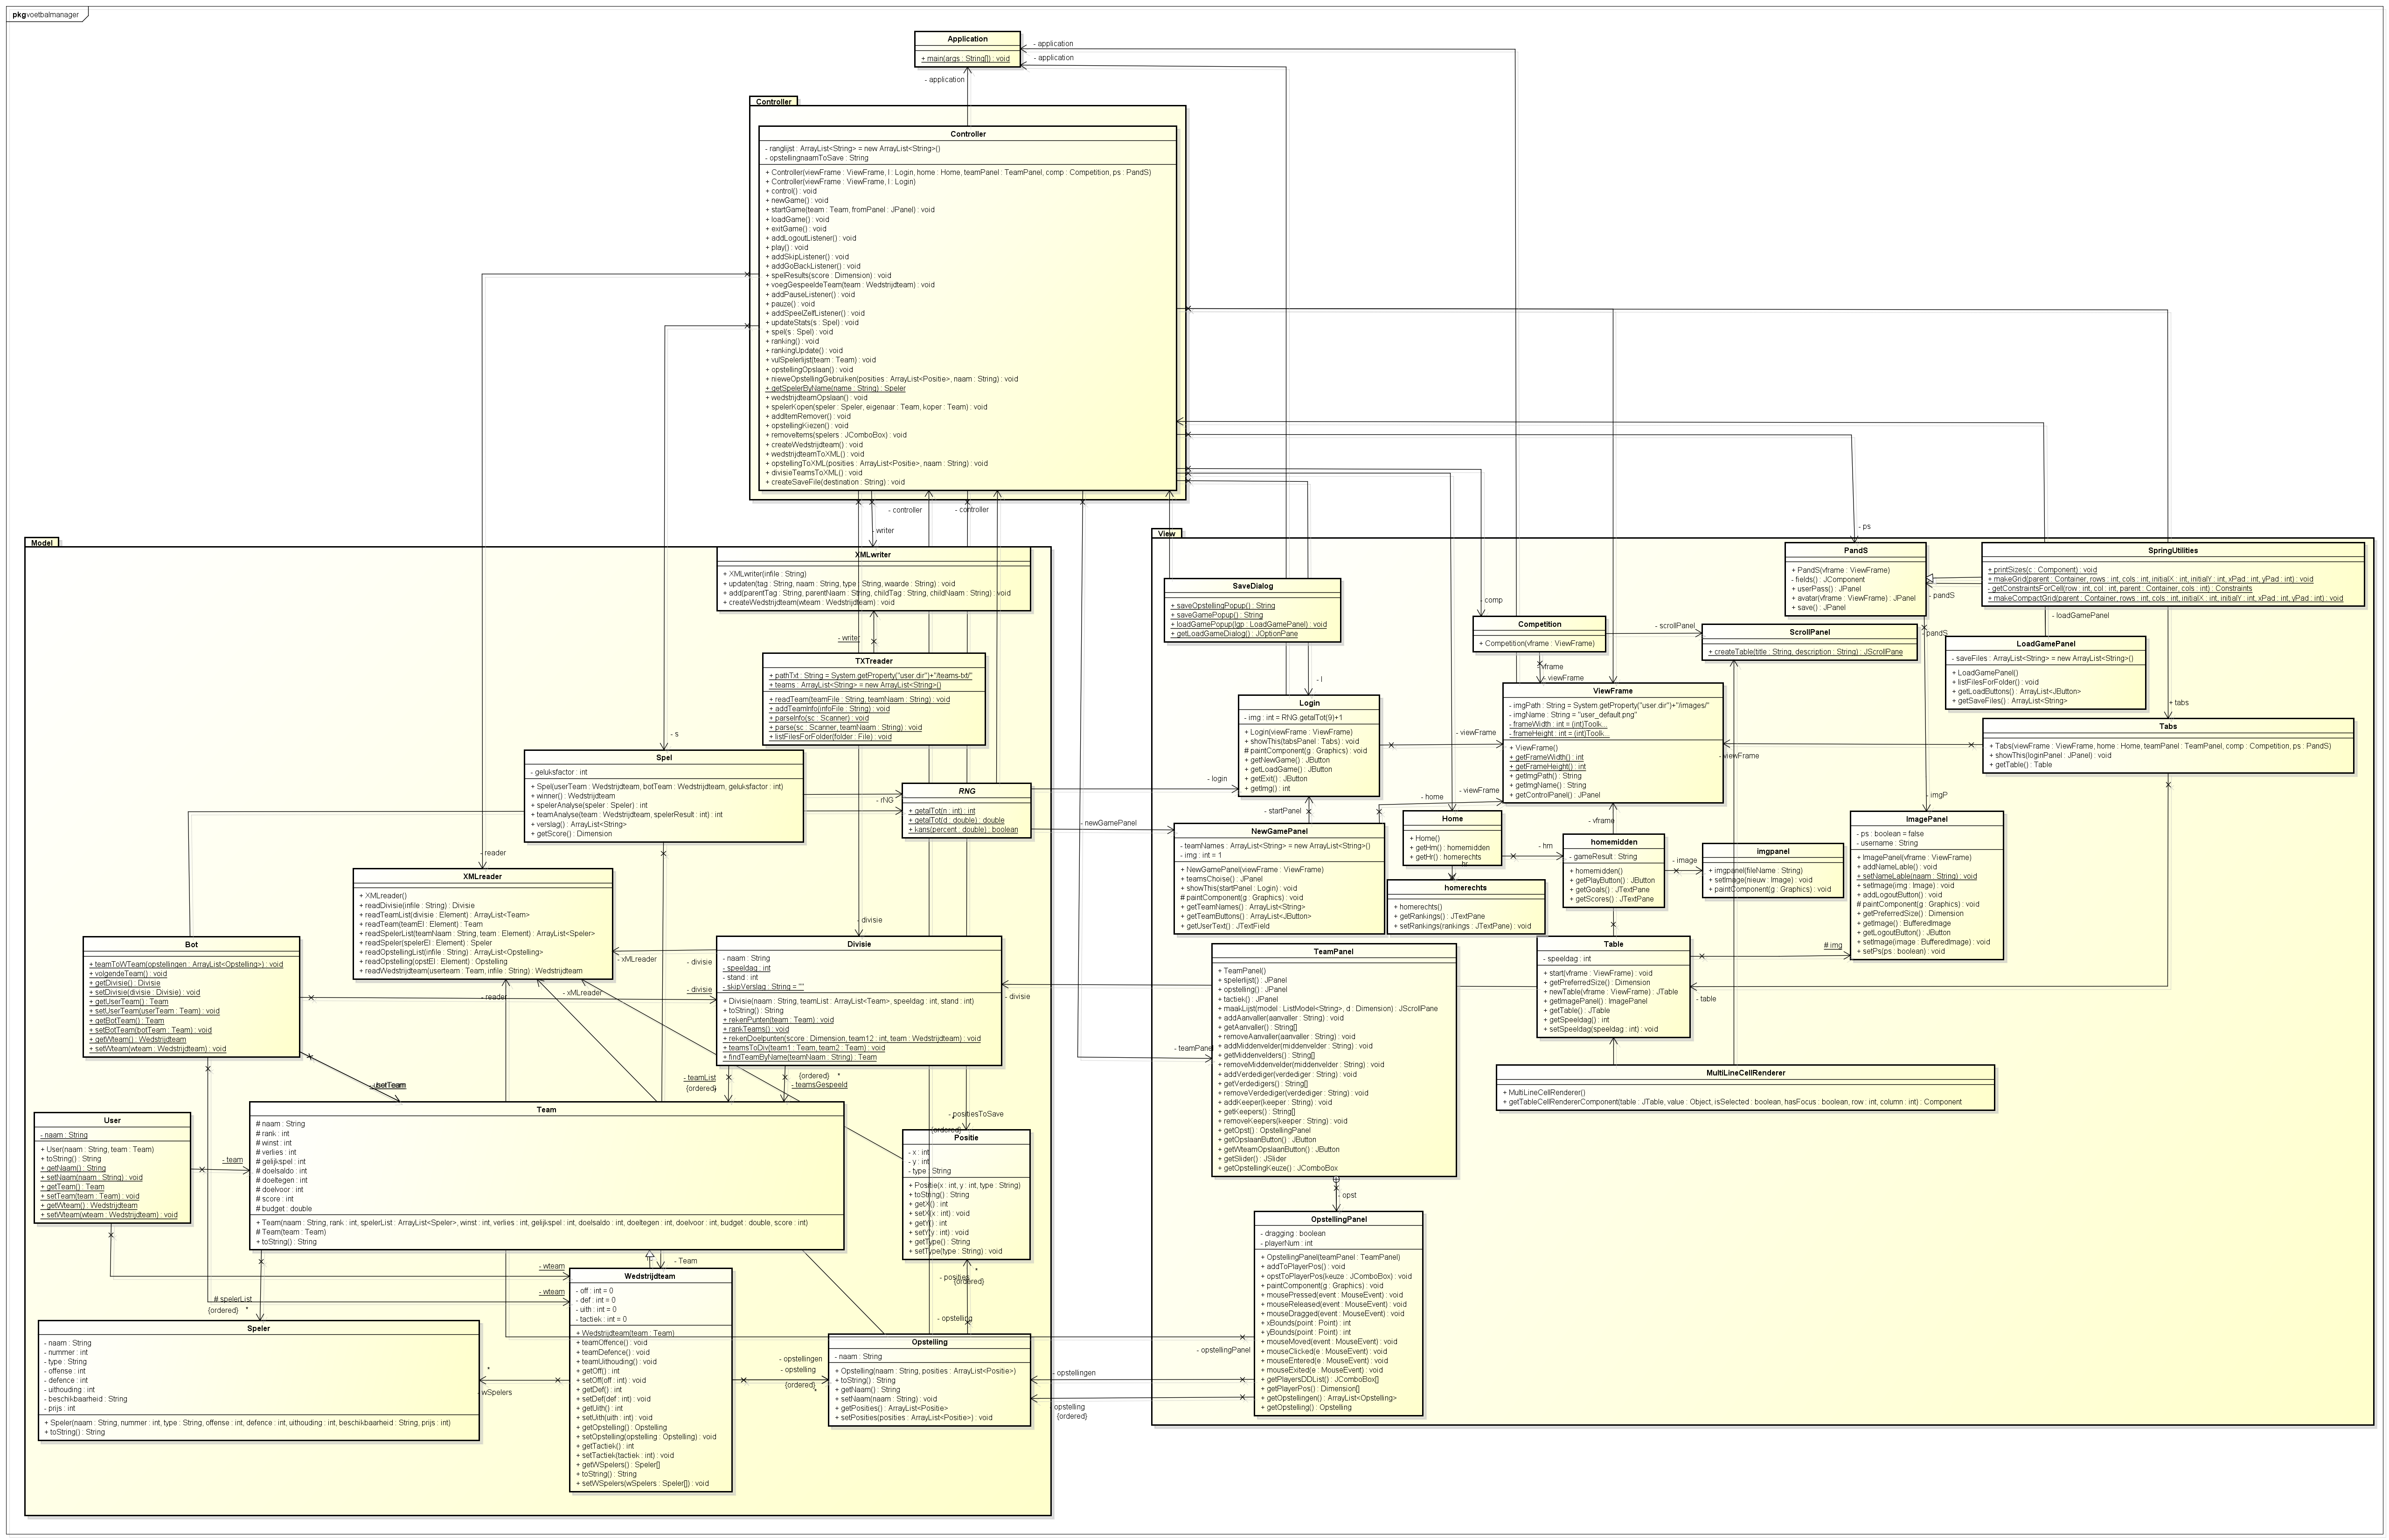 pkg voetbalmanager
Application
+ main(args : String[]) : void
- application
- application
- application
Controller
Controller
- ranglijst : ArrayList<String> = new ArrayList<String>()
- opstellingnaamToSave : String
+ Controller(viewFrame : ViewFrame, l : Login, home : Home, teamPanel : TeamPanel, comp : Competition, ps : PandS)
+ Controller(viewFrame : ViewFrame, l : Login)
+ control() : void
+ newGame() : void
+ startGame(team : Team, fromPanel : JPanel) : void
+ loadGame() : void
+ exitGame() : void
+ addLogoutListener() : void
+ play() : void
+ addSkipListener() : void
+ addGoBackListener() : void
+ spelResults(score : Dimension) : void
+ voegGespeeldeTeam(team : Wedstrijdteam) : void
+ addPauseListener() : void
+ pauze() : void
+ addSpeelZelfListener() : void
+ updateStats(s : Spel) : void
+ spel(s : Spel) : void
+ ranking() : void
+ rankingUpdate() : void
+ vulSpelerlijst(team : Team) : void
+ opstellingOpslaan() : void
+ nieweOpstellingGebruiken(posities : ArrayList<Positie>, naam : String) : void
+ getSpelerByName(name : String) : Speler
+ wedstrijdteamOpslaan() : void
+ spelerKopen(speler : Speler, eigenaar : Team, koper : Team) : void
+ addItemRemover() : void
+ opstellingKiezen() : void
+ removeItems(spelers : JComboBox) : void
+ createWedstrijdteam() : void
+ wedstrijdteamToXML() : void
+ opstellingToXML(posities : ArrayList<Positie>, naam : String) : void
+ divisieTeamsToXML() : void
+ createSaveFile(destination : String) : void
- controller
- controller
- writer
- ps
Model
XMLwriter
+ XMLwriter(infile : String)
+ updaten(tag : String, naam : String, type : String, waarde : String) : void
+ add(parentTag : String, parentNaam : String, childTag : String, childNaam : String) : void
+ createWedstrijdteam(wteam : Wedstrijdteam) : void
- writer
TXTreader
+ pathTxt : String = System.getProperty("user.dir")+"/teams-txt/"
+ teams : ArrayList<String> = new ArrayList<String>()
+ readTeam(teamFile : String, teamNaam : String) : void
+ addTeamInfo(infoFile : String) : void
+ parseInfo(sc : Scanner) : void
+ parse(sc : Scanner, teamNaam : String) : void
+ listFilesForFolder(folder : File) : void
- s
Spel
- geluksfactor : int
+ Spel(userTeam : Wedstrijdteam, botTeam : Wedstrijdteam, geluksfactor : int)
+ winner() : Wedstrijdteam
+ spelerAnalyse(speler : Speler) : int
+ teamAnalyse(team : Wedstrijdteam, spelerResult : int) : int
+ verslag() : ArrayList<String>
+ getScore() : Dimension
- rNG
RNG
+ getalTot(n : int) : int
+ getalTot(d : double) : double
+ kans(percent : double) : boolean
- reader
XMLreader
+ XMLreader()
+ readDivisie(infile : String) : Divisie
+ readTeamList(divisie : Element) : ArrayList<Team>
+ readTeam(teamEl : Element) : Team
+ readSpelerList(teamNaam : String, team : Element) : ArrayList<Speler>
+ readSpeler(spelerEl : Element) : Speler
+ readOpstellingList(infile : String) : ArrayList<Opstelling>
+ readOpstelling(opstEl : Element) : Opstelling
+ readWedstrijd(userteam : Team, infile : String) : Wedstrijdteam
- xMLreader
- reader
- xMLreader
- divisie
- divisie
- divisie
Divisie
- naam : String
- speeldag : int
- stand : int
- skipVerslag : String = ""
+ Divisie(naam : String, teamList : ArrayList<Team>, speeldag : int, stand : int)
+ toString() : String
+ rekenPunten(team : Team) : void
+ rankTeams() : void
+ rekenDoelpunten(score : Dimension, team12 : int, team : Wedstrijdteam) : void
+ teamsToDiv(team1 : Team, team2 : Team) : void
+ findTeamByName(teamNaam : String) : Team
- divisie
Bot
+ teamToWTeam(opstellingen : ArrayList<Opstelling>) : void
+ volgendeTeam() : void
+ getDivisie() : Divisie
+ setDivisie(divisie : Divisie) : void
+ getUserTeam() : Team
+ setUserTeam(userTeam : Team) : void
+ getBotTeam() : Team
+ setBotTeam(botTeam : Team) : void
+ getWteam() : Wedstrijdteam
+ setWteam(wteam : Wedstrijdteam) : void
- teamList
{ordered}
{ordered} *
- teamsGespeeld
User
- naam : String
+ User(naam : String, team : Team)
+ toString() : String
+ getNaam() : String
+ setNaam(naam : String) : void
+ getTeam() : Team
+ setTeam(team : Team) : void
+ getWteam() : Wedstrijdteam
+ setWteam(wteam : Wedstrijdteam) : void
- team
Team
# naam : String
# rank : int
# winst : int
# verlies : int
# gelijkspel : int
# doelsaldo : int
# doeltegen : int
# doelvoor : int
# score : int
# budget : double
+ Team(naam : String, rank : int, spelerList : ArrayList<Speler>, winst : int, verlies : int, gelijkspel : int, doelsaldo : int, doeltegen : int, doelvoor : int, budget : double, score : int)
# Team(team : Team)
+ toString() : String
- positiesToSave
{ordered}
Positie
- x : int
- y : int
- type : String
+ Positie(x : int, y : int, type : String)
+ toString() : String
+ getX() : int
+ setX(x : int) : void
+ getY() : int
+ setY(y : int) : void
+ getType() : String
+ setType(type : String) : void
- Team
- wteam
- wteam
# spelerList
{ordered} *
- posities
*
{ordered}
- opstelling
Wedstrijdteam
- off : int = 0
- def : int = 0
- uith : int = 0
- tactiek : int = 0
+ Wedstrijdteam(team : Team)
+ teamOffence() : void
+ teamDefence() : void
+ teamUithouding() : void
+ getOff() : int
+ setOff(off : int) : void
+ getDef() : int
+ setDef(def : int) : void
+ getUith() : int
+ setUith(uith : int) : void
+ getOpstelling() : Opstelling
+ setOpstelling(opstelling : Opstelling) : void
+ getTactiek() : int
+ setTactiek(tactiek : int) : void
+ getWSpelers() : Speler[]
+ toString() : String
+ setWSpelers(wSpelers : Speler[]) : void
Speler
- naam : String
- nummer : int
- type : String
- offense : int
- defence : int
- uithouding : int
- beschikbaarheid : String
- prijs : int
+ Speler(naam : String, nummer : int, type : String, offense : int, defence : int, uithouding : int, beschikbaarheid : String, prijs : int)
+ toString() : String
*
- wSpelers
- opstellingen
- opstelling
{ordered}
*
Opstelling
- naam : String
+ Opstelling(naam : String, posities : ArrayList<Positie>)
+ toString() : String
+ getNaam() : String
+ setNaam(naam : String) : void
+ getPosities() : ArrayList<Positie>
+ setPosities(posities : ArrayList<Positie>) : void
- opstellingen
opstelling
{ordered}
- opstellingPanel
View
SaveDialog
+ saveOpstellingPopup() : String
+ saveGamePopup() : String
+ loadGamePopup(lgp : LoadGamePanel) : void
+ getLoadGameDialog() : JOptionPane
- comp
- l
Competition
+ Competition(vframe : ViewFrame)
- scrollPanel
- vframe
- viewFrame
ScrollPanel
+ createTable(title : String, description : String) : JScrollPane
PandS
+ PandS(vframe : ViewFrame)
- fields() : JComponent
+ userPass() : JPanel
+ avatar(vframe : ViewFrame) : JPanel
+ save() : JPanel
- pandS
- pandS
SpringUtilities
+ printSizes(c : Component) : void
+ makeGrid(parent : Container, rows : int, cols : int, initialX : int, initialY : int, xPad : int, yPad : int) : void
- getConstraintsForCell(row : int, col : int, parent : Container, cols : int) : Constraints
+ makeCompactGrid(parent : Container, rows : int, cols : int, initialX : int, initialY : int, xPad : int, yPad : int) : void
- loadGamePanel
LoadGamePanel
- saveFiles : ArrayList<String> = new ArrayList<String>()
+ LoadGamePanel()
+ listFilesForFolder() : void
+ getLoadButtons() : ArrayList<JButton>
+ getSaveFiles() : ArrayList<String>
+ tabs
Tabs
+ Tabs(viewFrame : ViewFrame, home : Home, teamPanel : TeamPanel, comp : Competition, ps : PandS)
+ showThis(loginPanel : JPanel) : void
+ getTable() : Table
Login
- img : int = RNG.getalTot(9)+1
+ Login(viewFrame : ViewFrame)
+ showThis(tabsPanel : Tabs) : void
# paintComponent(g : Graphics) : void
+ getNewGame() : JButton
+ getLoadGame() : JButton
+ getExit() : JButton
+ getImg() : int
- login
- viewFrame
- viewFrame
- viewFrame
ViewFrame
- imgPath : String = System.getProperty("user.dir")+"/images/"
- imgName : String = "user_default.png"
- frameWidth : int = (int)Toolk...
- frameHeight : int = (int)Toolk...
+ ViewFrame()
+ getFrameWidth() : int
+ getFrameHeight() : int
+ getImgPath() : String
+ getImgName() : String
+ getControlPanel() : JPanel
- startPanel
- newGamePanel
NewGamePanel
- teamNames : ArrayList<String> = new ArrayList<String>()
- img : int = 1
+ NewGamePanel(viewFrame : ViewFrame)
+ teamsChoise() : JPanel
+ showThis(startPanel : Login) : void
# paintComponent(g : Graphics) : void
+ getTeamNames() : ArrayList<String>
+ getTeamButtons() : ArrayList<JButton>
+ getUserText() : JTextField
- home
Home
+ Home()
+ getHm() : homemidden
+ getHr() : homerechts
- hm
hr
homerechts
+ homerechts()
+ getRankings() : JTextPane
+ setRankings(rankings : JTextPane) : void
- vframe
homemidden
- gameResult : String
+ homemidden()
+ getPlayButton() : JButton
+ getGoals() : JTextPane
+ getScores() : JTextPane
- image
imgpanel
+ imgpanel(fileName : String)
+ setImage(nieuw : Image) : void
+ paintComponent(g : Graphics) : void
- imgP
ImagePanel
- ps : boolean = false
- username : String
+ ImagePanel(vframe : ViewFrame)
+ addNameLable() : void
+ setNameLable(naam : String) : void
+ setImage(img : Image) : void
+ addLogoutButton() : void
# paintComponent(g : Graphics) : void
+ getPreferredSize() : Dimension
+ getImage() : BufferedImage
+ getLogoutButton() : JButton
+ setImage(image : BufferedImage) : void
+ setPs(ps : boolean) : void
# img
- table
Table
- speeldag : int
+ start(vframe : ViewFrame) : void
+ getPreferredSize() : Dimension
+ newTable(vframe : ViewFrame) : JTable
+ getImagePanel() : ImagePanel
+ getTable() : JTable
+ getSpeeldag() : int
+ setSpeeldag(speeldag : int) : void
MultiLineCellRenderer
+ MultiLineCellRenderer()
+ getTableCellRendererComponent(table : JTable, value : Object, isSelected : boolean, hasFocus : boolean, row : int, column : int) : Component
- teamPanel
TeamPanel
+ TeamPanel()
+ spelerlijst() : JPanel
+ opstelling() : JPanel
+ tactiek() : JPanel
+ maakLijst(model : ListModel<String>, d : Dimension) : JScrollPane
+ addAanvaller(aanvaller : String) : void
+ getAanvaller() : String[]
+ removeAanvaller(aanvaller : String) : void
+ addMiddenvelder(middenvelder : String) : void
+ getMiddenvelders() : String[]
+ removeMiddenvelder(middenvelder : String) : void
+ addVerdediger(verdediger : String) : void
+ getVerdedigers() : String[]
+ removeVerdediger(verdediger : String) : void
+ addKeeper(keeper : String) : void
+ getKeepers() : String[]
+ removeKeepers(keeper : String) : void
+ getOpst() : OpstellingPanel
+ getOpslaanButton() : JButton
+ getWteamOpslaanButton() : JButton
+ getSlider() : JSlider
+ getOpstellingKeuze() : JComboBox
- opst
OpstellingPanel
- dragging : boolean
- playerNum : int
+ OpstellingPanel(teamPanel : TeamPanel)
+ addToPlayerPos() : void
+ opstToPlayerPos(keuze : JComboBox) : void
+ paintComponent(g : Graphics) : void
+ mousePressed(event : MouseEvent) : void
+ mouseReleased(event : MouseEvent) : void
+ mouseDragged(event : MouseEvent) : void
+ xBounds(point : Point) : int
+ yBounds(point : Point) : int
+ mouseMoved(event : MouseEvent) : void
+ mouseClicked(e : MouseEvent) : void
+ mouseEntered(e : MouseEvent) : void
+ mouseExited(e : MouseEvent) : void
+ getPlayersDDList() : JComboBox[]
+ getPlayerPos() : Dimension[]
+ getOpstellingen() : ArrayList<Opstelling>
+ getOpstelling() : Opstelling